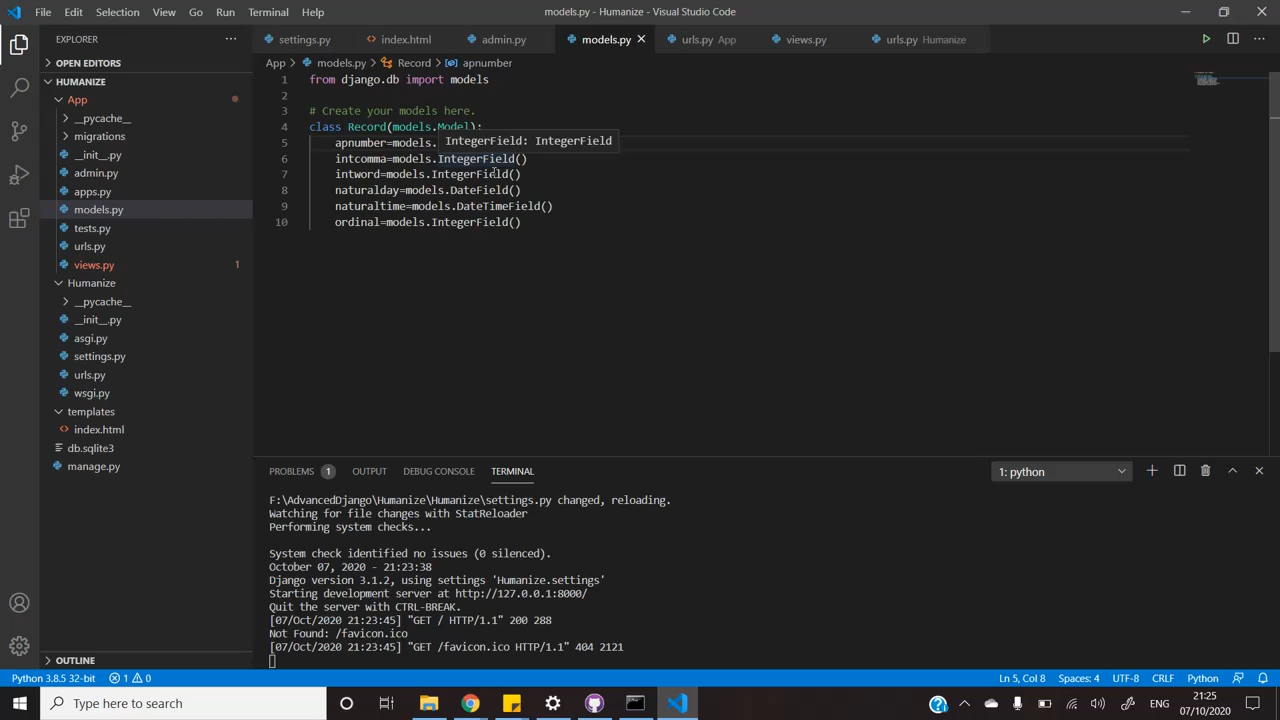 File Edit Selection View Go Run Terminal Help models.py - Humanize - Visual Studio Code
EXPLORER
settings.py index.html admin.py models.py urls.py App views.py urls.py Humanize
OPEN EDITORS
HUMANIZE
App
__pycache__
migrations
__init__.py
admin.py
apps.py
models.py
tests.py
urls.py
views.py 1
Humanize
__pycache__
__init__.py
asgi.py
settings.py
urls.py
wsgi.py
templates
index.html
db.sqlite3
manage.py
OUTLINE
App > models.py > Record > apnumber
1 from django.db import models
2
3 # Create your models here.
4 class Record(models.Model):
IntegerField: IntegerField
5 apnumber=models.
6 intcomma=models.IntegerField()
7 intword=models.IntegerField()
8 naturalday=models.DateField()
9 naturaltime=models.DateTimeField()
10 ordinal=models.IntegerField()
PROBLEMS 1 OUTPUT DEBUG CONSOLE TERMINAL 1: python
F:\AdvancedDjango\Humanize\Humanize\settings.py changed, reloading.
Watching for file changes with StatReloader
Performing system checks...
System check identified no issues (0 silenced).
October 07, 2020 - 21:23:38
Django version 3.1.2, using settings 'Humanize.settings'
Starting development server at http://127.0.0.1:8000/
Quit the server with CTRL-BREAK.
[07/Oct/2020 21:23:45] "GET / HTTP/1.1" 200 288
Not Found: /favicon.ico
[07/Oct/2020 21:23:45] "GET /favicon.ico HTTP/1.1" 404 2121
Python 3.8.5 32-bit 1 0 Ln 5, Col 8 Spaces: 4 UTF-8 CRLF Python
Type here to search
ENG
21:25
07/10/2020